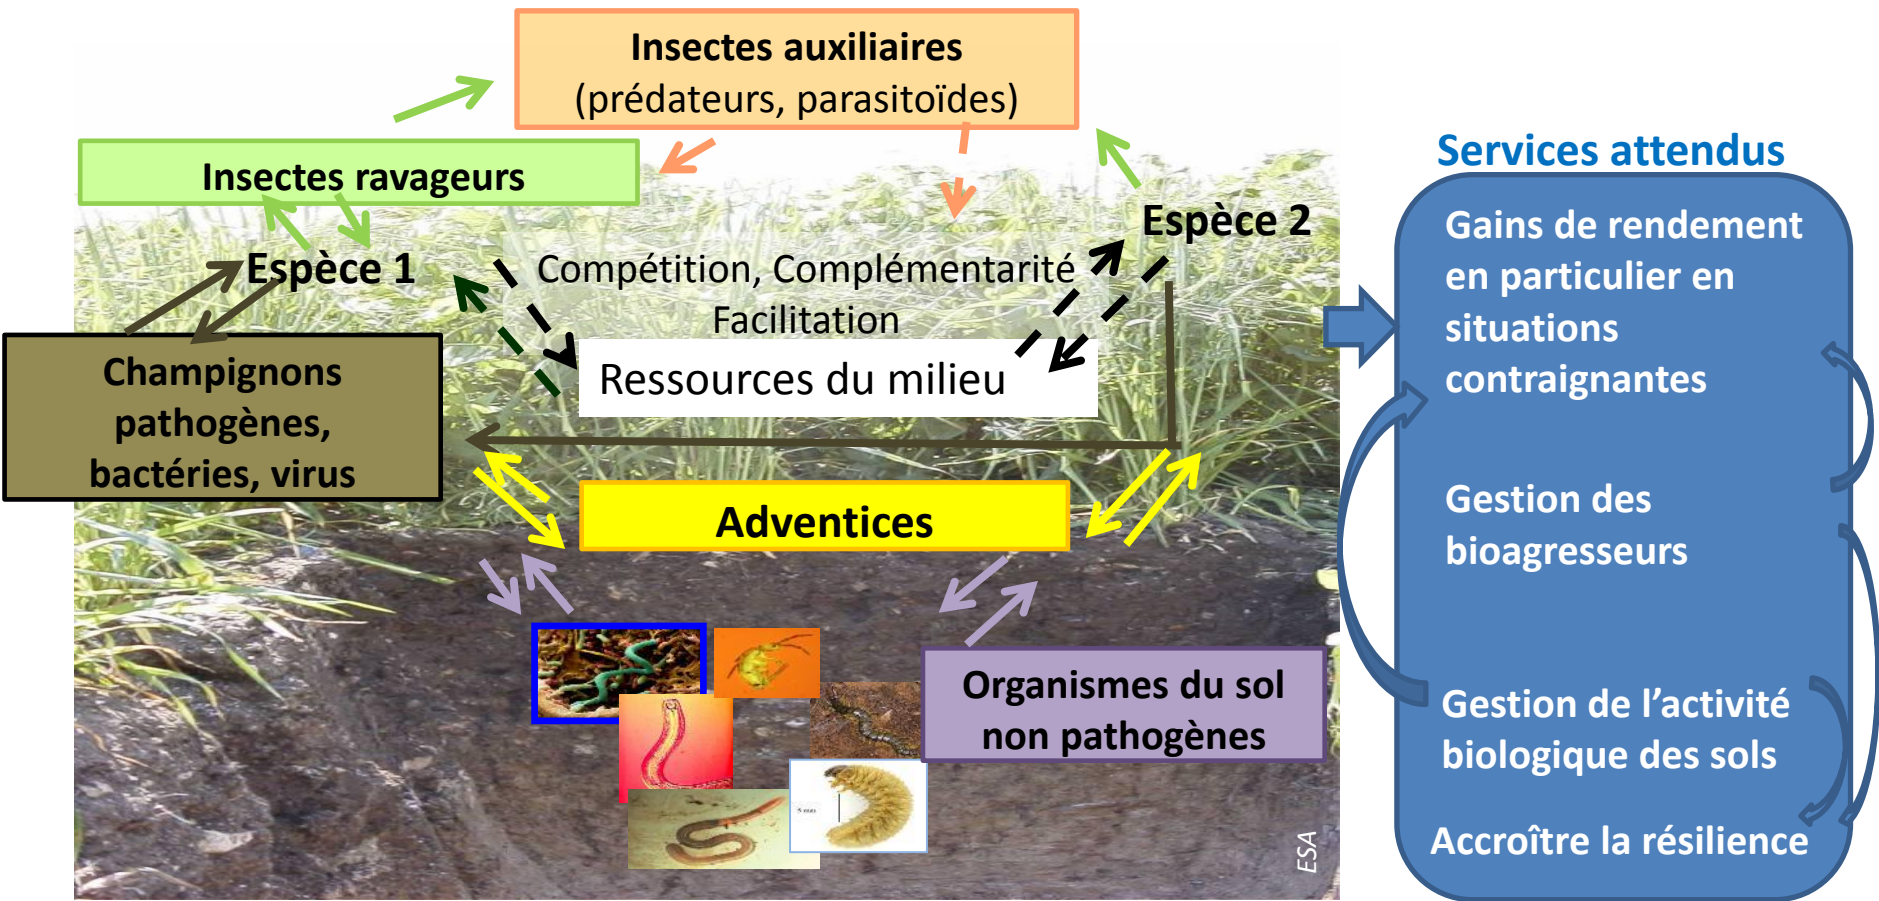 Insectes auxiliaires
(prédateurs, parasitoïdes)
Insectes ravageurs
Espèce 1
Espèce 2
Compétition, Complémentarité
Facilitation
Ressources du milieu
Champignons
pathogènes,
bactéries, virus
Adventices
Organismes du sol
non pathogènes
5 mm
ESA
Services attendus
Gains de rendement
en particulier en
situations
contraignantes
Gestion des
bioagresseurs
Gestion de l’activité
biologique des sols
Accroître la résilience